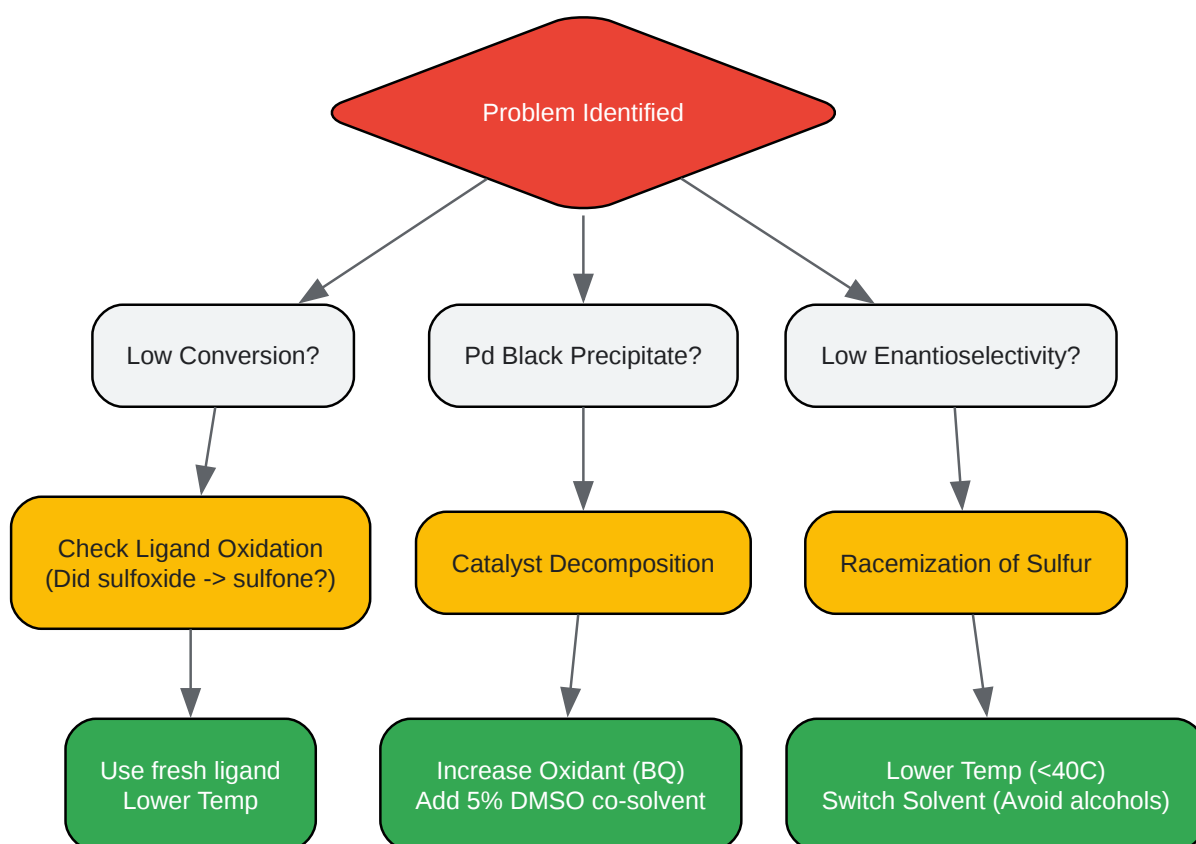 Problem Identified
Low Conversion?
Pd Black Precipitate?
Low Enantioselectivity?
Check Ligand Oxidation
(Did sulfoxide -> sulfone?)
Catalyst Decomposition
Racemization of Sulfur
Use fresh ligand
Lower Temp
Increase Oxidant (BQ)
Add 5% DMSO co-solvent
Lower Temp (<40C)
Switch Solvent (Avoid alcohols)